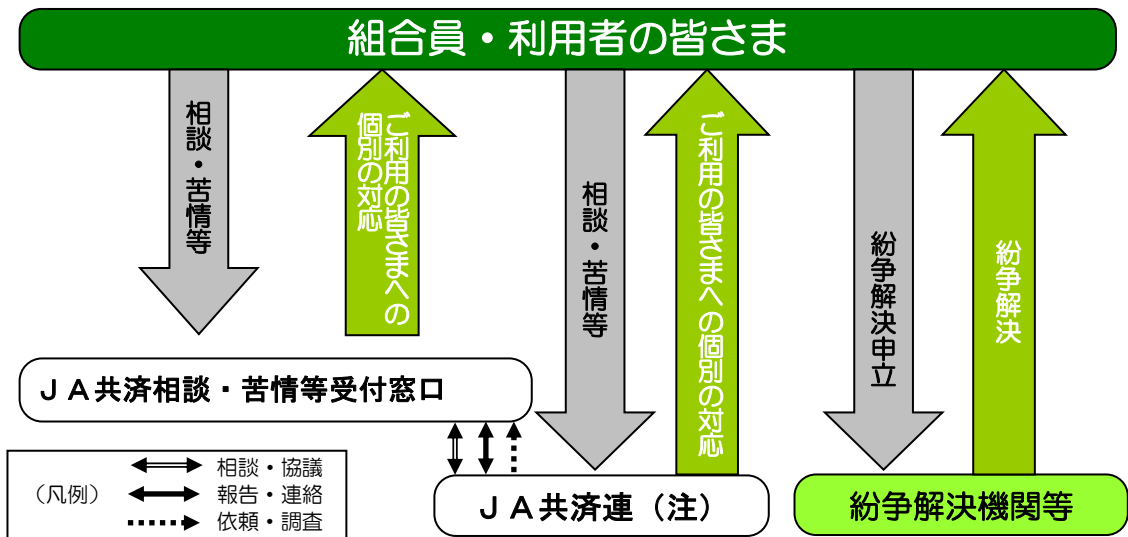 組合員・利用者の皆さま
相談・苦情等
ご利用の皆さまへの
個別の対応
相談・苦情等
ご利用の皆さまへの個別の対応
紛争解決申立
紛争解決
ＪＡ共済相談・苦情等受付窓口
（凡例）
相談・協議
報告・連絡
依頼・調査
ＪＡ共済連（注）
紛争解決機関等